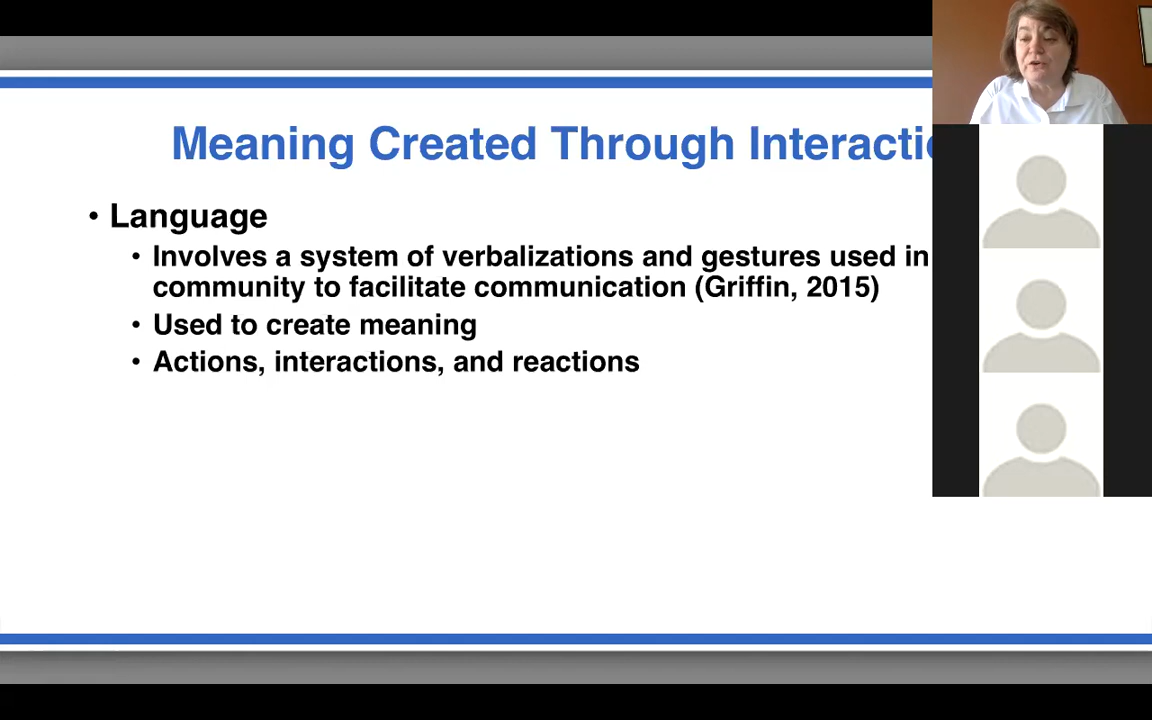 Meaning Created Through Interactio
• Language
• Involves a system of verbalizations and gestures used in
community to facilitate communication (Griffin, 2015)
• Used to create meaning
• Actions, interactions, and reactions